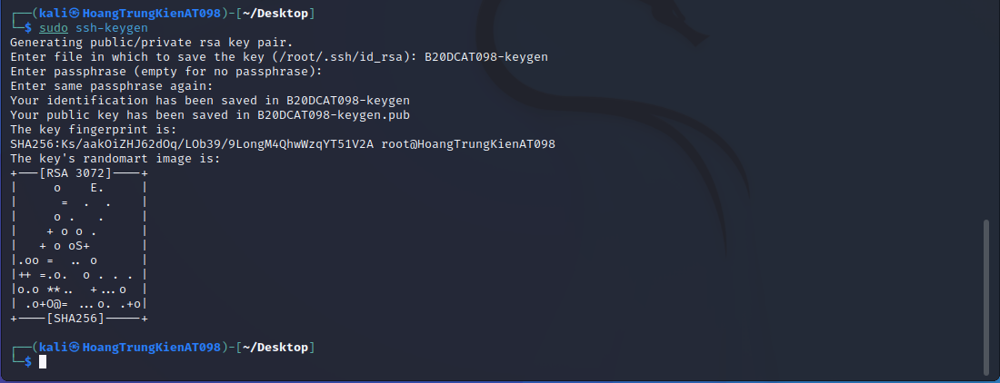 ┌──(kali㉿HoangTrungKienAT098)-[~/Desktop]
└─$ sudo ssh-keygen
Generating public/private rsa key pair.
Enter file in which to save the key (/root/.ssh/id_rsa): B20DCAT098-keygen
Enter passphrase (empty for no passphrase):
Enter same passphrase again:
Your identification has been saved in B20DCAT098-keygen
Your public key has been saved in B20DCAT098-keygen.pub
The key fingerprint is:
SHA256:Ks/aakOiZHJ62dOq/LOb39/9LongM4QhwWzqYT51V2A root@HoangTrungKienAT098
The key's randomart image is:
+---[RSA 3072]----+
|     o    E.     |
|      =  .  .    |
|     o .   .     |
|    + o o .      |
|   + o oS+       |
|.oo =  .. o      |
|++ =.o.  o . . . |
|o.o **..  +...o  |
| .o+O@= ...o. .+o|
+----[SHA256]-----+
┌──(kali㉿HoangTrungKienAT098)-[~/Desktop]
└─$